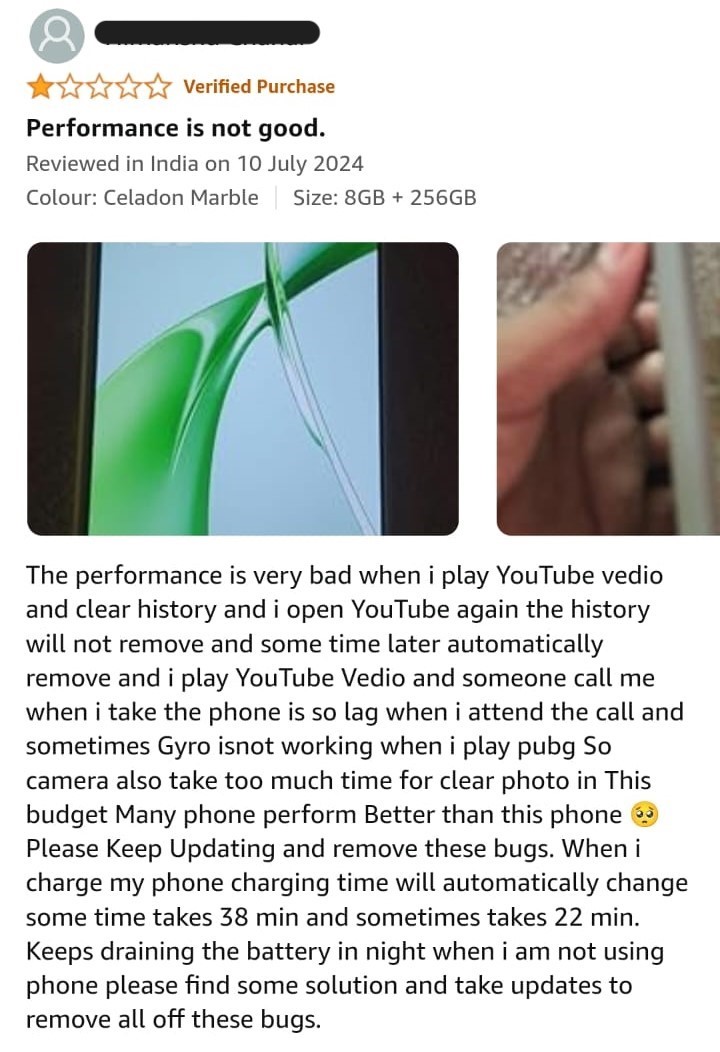 Verified Purchase
Performance is not good.
Reviewed in India on 10 July 2024
Colour: Celadon Marble | Size: 8GB + 256GB
The performance is very bad when i play YouTube vedio
and clear history and i open YouTube again the history
will not remove and some time later automatically
remove and i play YouTube Vedio and someone call me
when i take the phone is so lag when i attend the call and
sometimes Gyro isnot working when i play pubg So
camera also take too much time for clear photo in This
budget Many phone perform Better than this phone 🥺
Please Keep Updating and remove these bugs. When i
charge my phone charging time will automatically change
some time takes 38 min and sometimes takes 22 min.
Keeps draining the battery in night when i am not using
phone please find some solution and take updates to
remove all off these bugs.